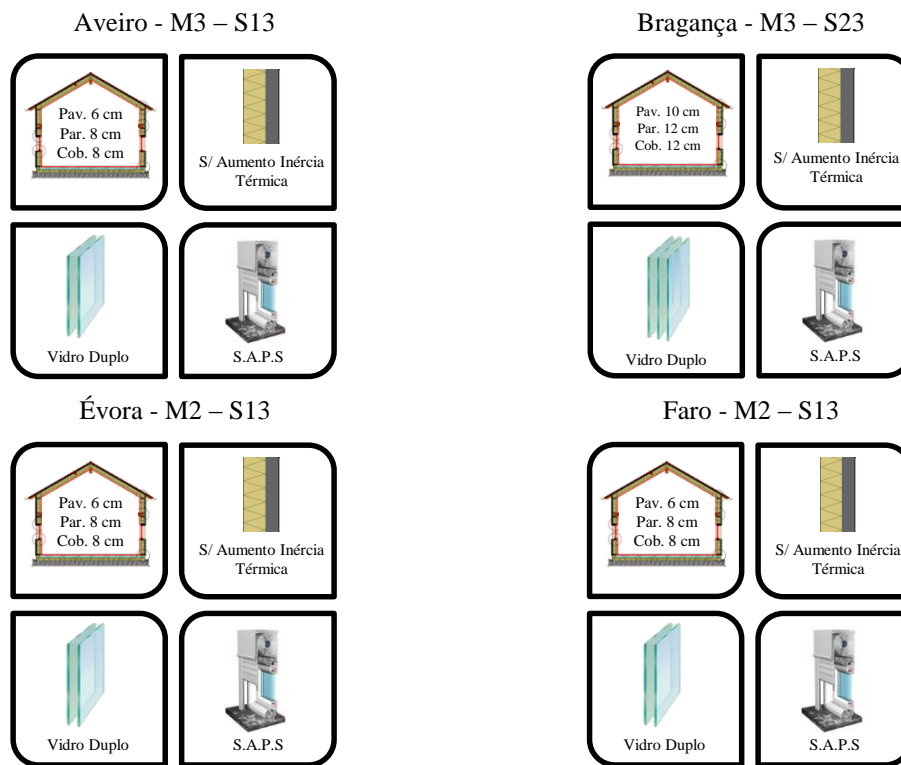 Aveiro - M3 – S13
Pav. 6 cm
Par. 8 cm
Cob. 8 cm
S/ Aumento Inércia
Térmica
Vidro Duplo
S.A.P.S
Bragança - M3 – S23
Pav. 10 cm
Par. 12 cm
Cob. 12 cm
S/ Aumento Inércia
Térmica
Vidro Duplo
S.A.P.S
Évora - M2 – S13
Pav. 6 cm
Par. 8 cm
Cob. 8 cm
S/ Aumento Inércia
Térmica
Vidro Duplo
S.A.P.S
Faro - M2 – S13
Pav. 6 cm
Par. 8 cm
Cob. 8 cm
S/ Aumento Inércia
Térmica
Vidro Duplo
S.A.P.S